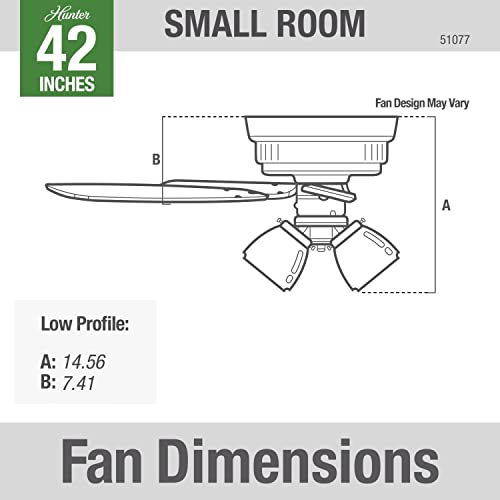 Hunter
42
INCHES
SMALL ROOM
51077
Fan Design May Vary
B
A
Low Profile:
A: 14.56
B: 7.41
Fan Dimensions